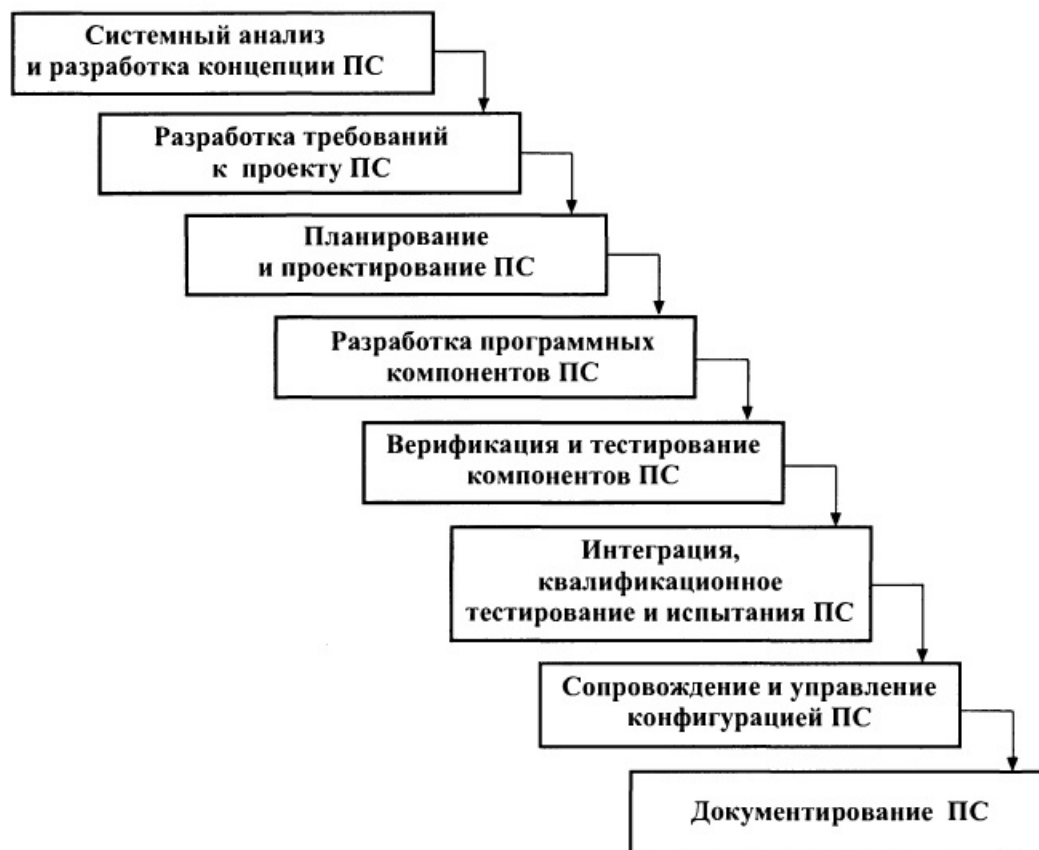 Системный анализ
и разработка концепции ПС
Разработка требований
к проекту ПС
Планирование
и проектирование ПС
Разработка программных
компонентов ПС
Верификация и тестирование
компонентов ПС
Интеграция,
квалификационное
тестирование и испытания ПС
Сопровождение и управление
конфигурацией ПС
Документирование ПС